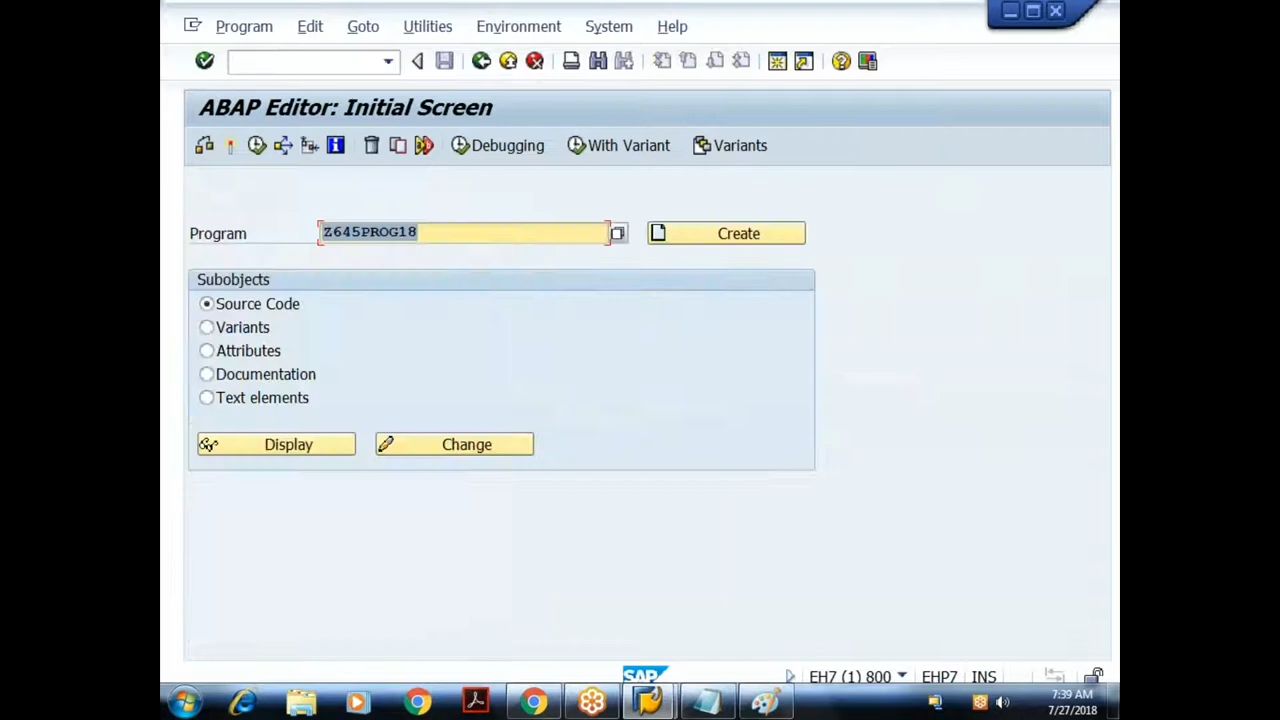 Program Edit Goto Utilities Environment System Help
ABAP Editor: Initial Screen
Debugging With Variant Variants
Program Z645PROG18 Create
Subobjects
Source Code
Variants
Attributes
Documentation
Text elements
Display Change
SAP EH7 (1) 800 EHP7 INS
7:39 AM
7/27/2018